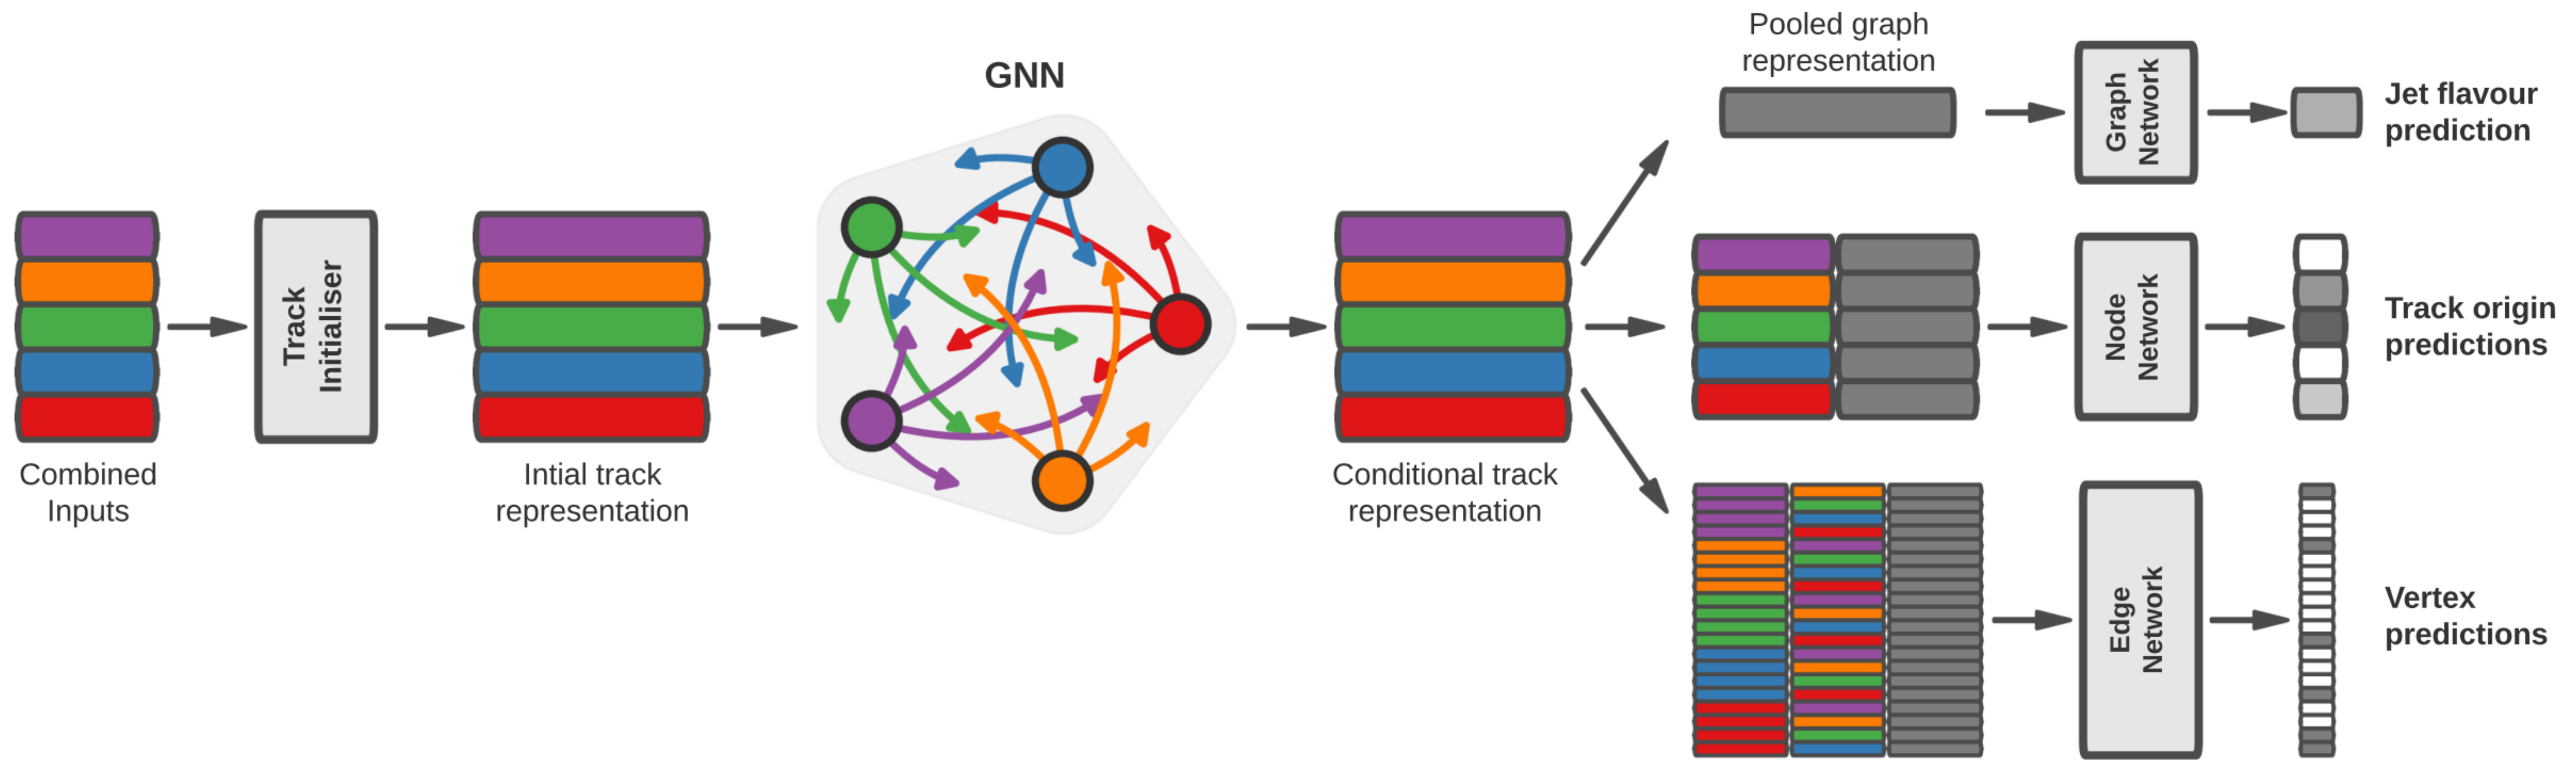 Combined
Inputs
Track
Initialiser
Intial track
representation
GNN
Conditional track
representation
Pooled graph
representation
Graph
Network
Jet flavour
prediction
Node
Network
Track origin
predictions
Edge
Network
Vertex
predictions